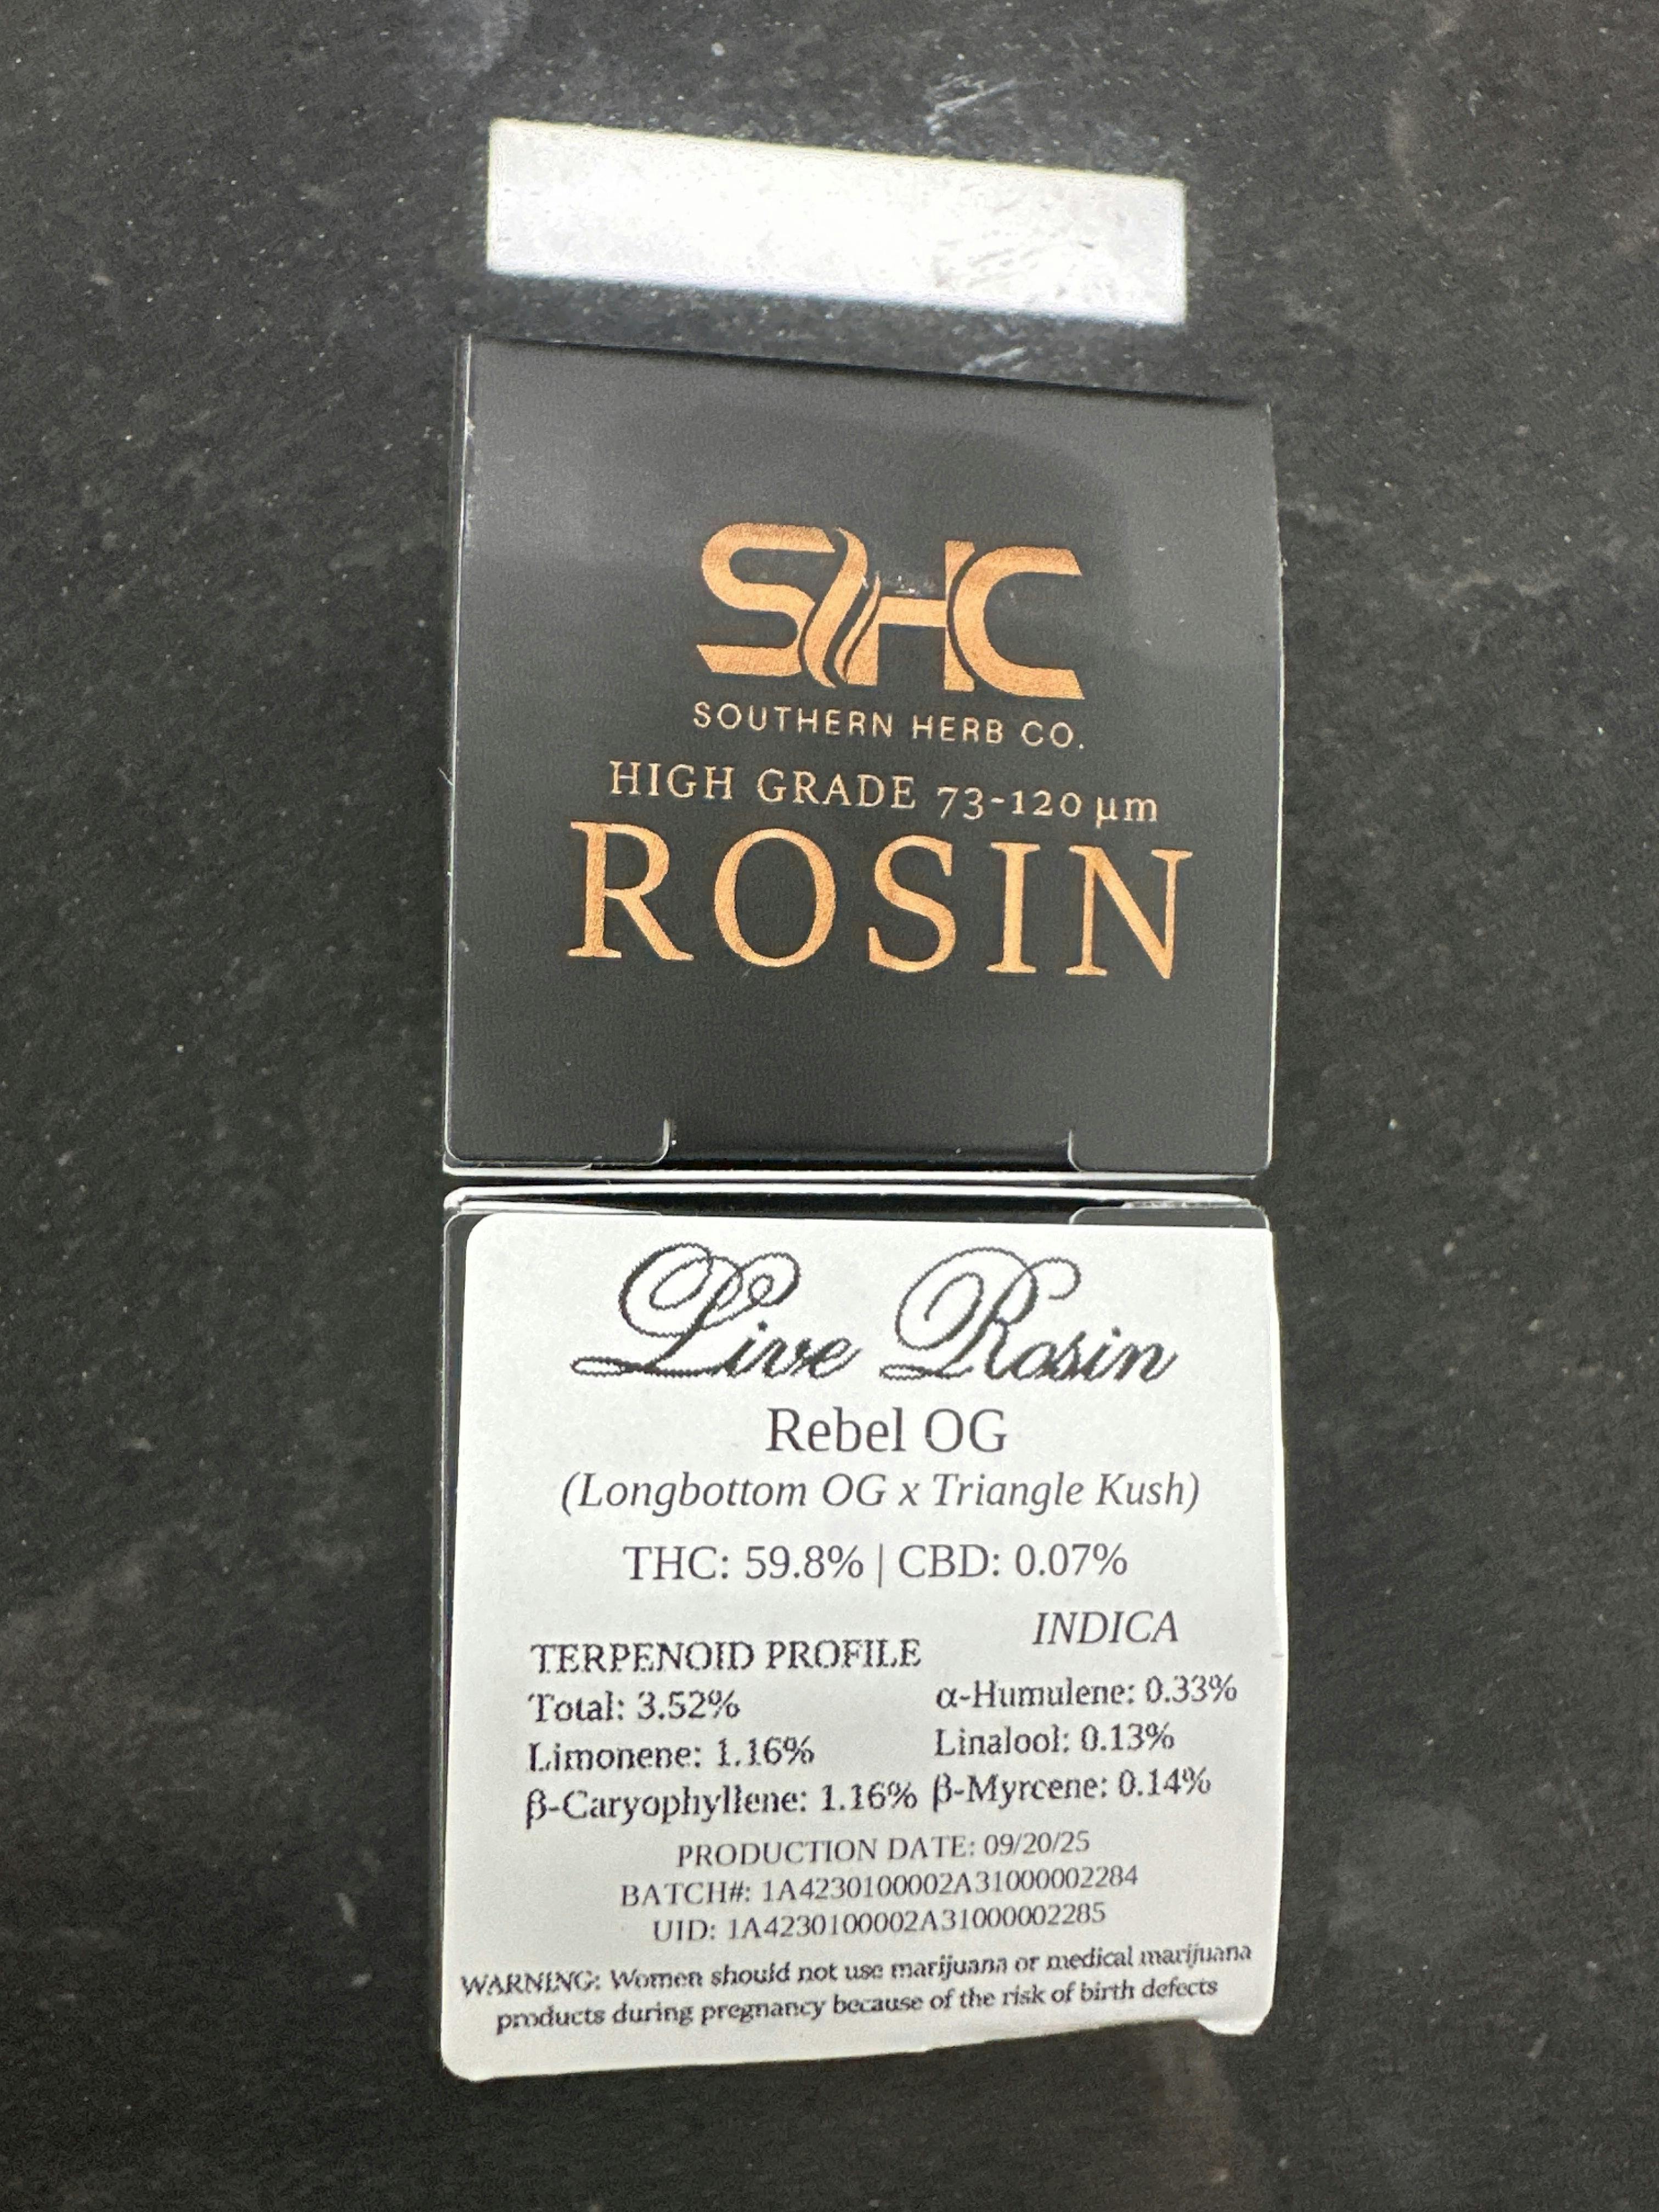 SHC
SOUTHERN HERB CO.
HIGH GRADE 73-120 µm
ROSIN
Live Rosin
Rebel OG
(Longbottom OG x Triangle Kush)
THC: 59.8% | CBD: 0.07%
INDICA
TERPENOID PROFILE
Total: 3.52%
Limonene: 1.16%
β-Caryophyllene: 1.16%
α-Humulene: 0.33%
Linalool: 0.13%
β-Myrcene: 0.14%
PRODUCTION DATE: 09/20/25
BATCH#: 1A4230100002A31000002284
UID: 1A4230100002A31000002285
WARNING: Women should not use marijuana or medical marijuana
products during pregnancy because of the risk of birth defects